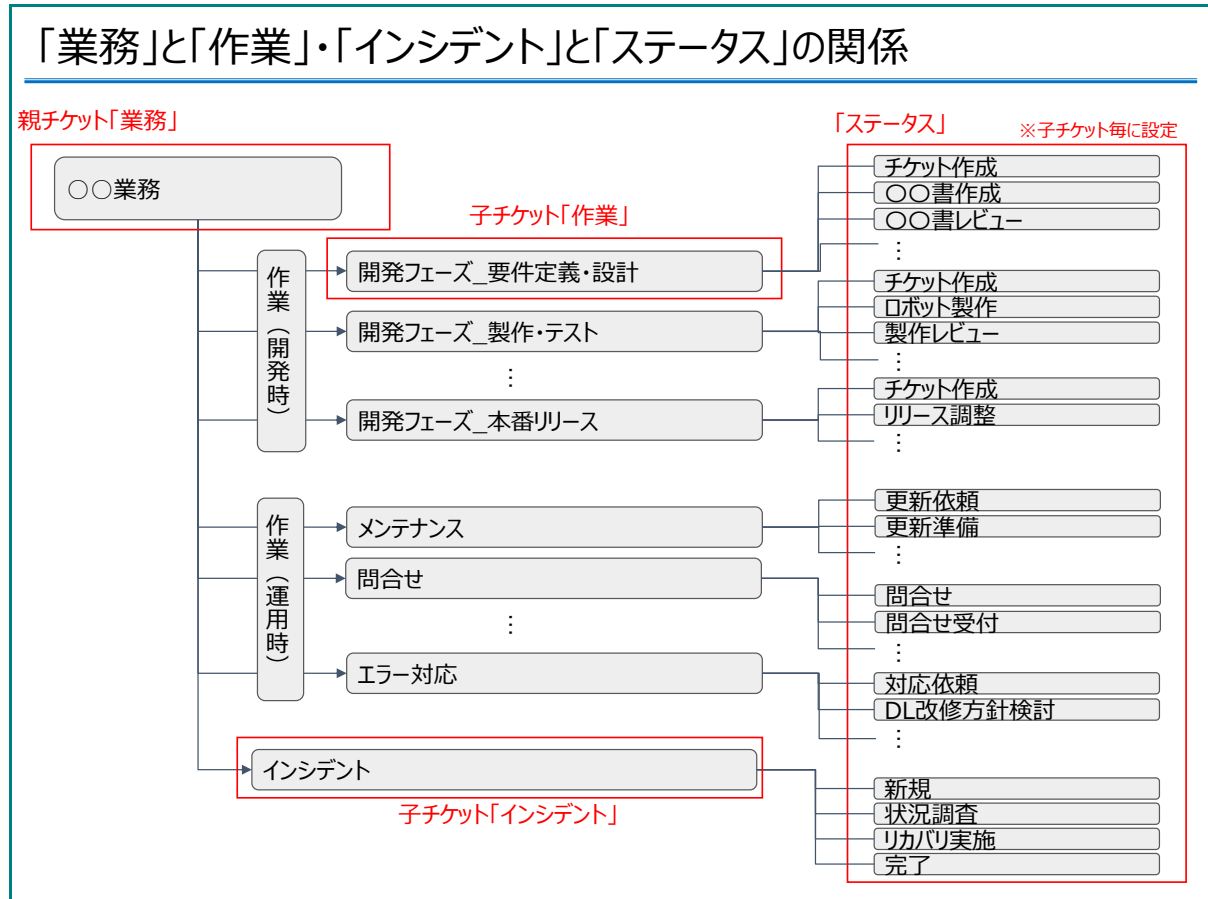 「業務」と「作業」・「インシデント」と「ステータス」の関係
親チケット「業務」
「ステータス」
※子チケット毎に設定
○○業務
子チケット「作業」
作業（開発時）
開発フェーズ_要件定義・設計
チケット作成
〇〇書作成
〇〇書レビュー
⋮
開発フェーズ_製作・テスト
チケット作成
ロボット製作
製作レビュー
⋮
⋮
開発フェーズ_本番リリース
チケット作成
リリース調整
⋮
作業（運用時）
メンテナンス
更新依頼
更新準備
⋮
問合せ
問合せ
問合せ受付
⋮
⋮
エラー対応
対応依頼
DL改修方針検討
⋮
インシデント
子チケット「インシデント」
新規
状況調査
リカバリ実施
完了